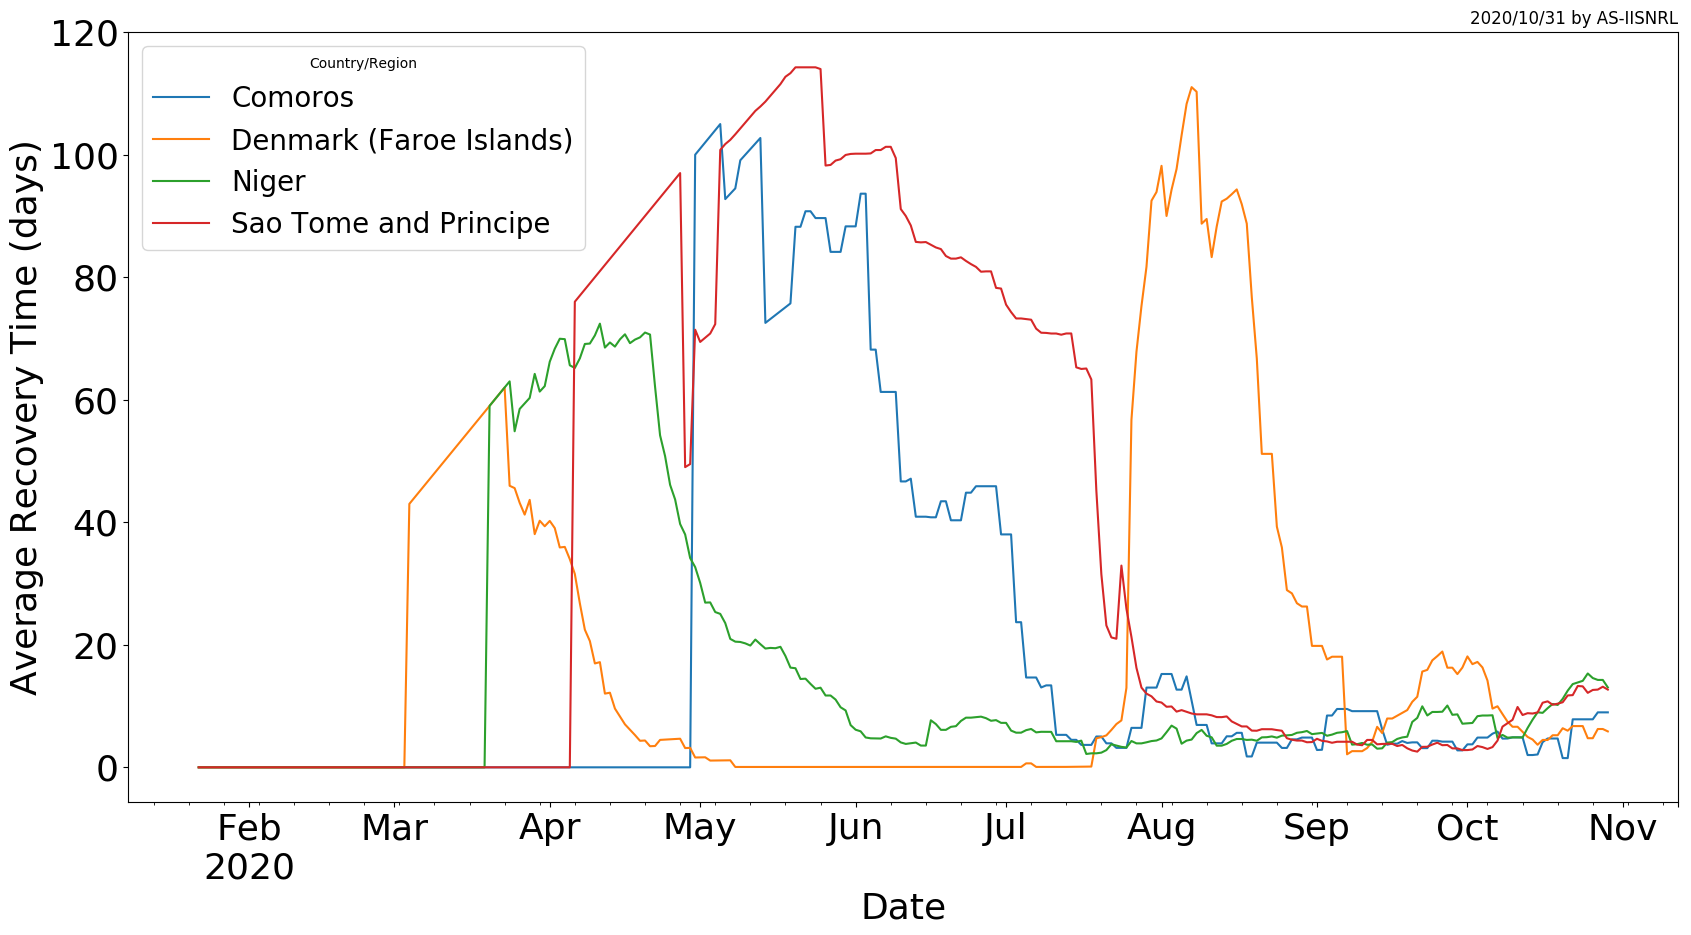 2020/10/31 by AS-IISNRL
Country/Region
Comoros
Denmark (Faroe Islands)
Niger
Sao Tome and Principe
Average Recovery Time (days)
120
100
80
60
40
20
0
Feb Mar Apr May Jun Jul Aug Sep Oct Nov
2020
Date